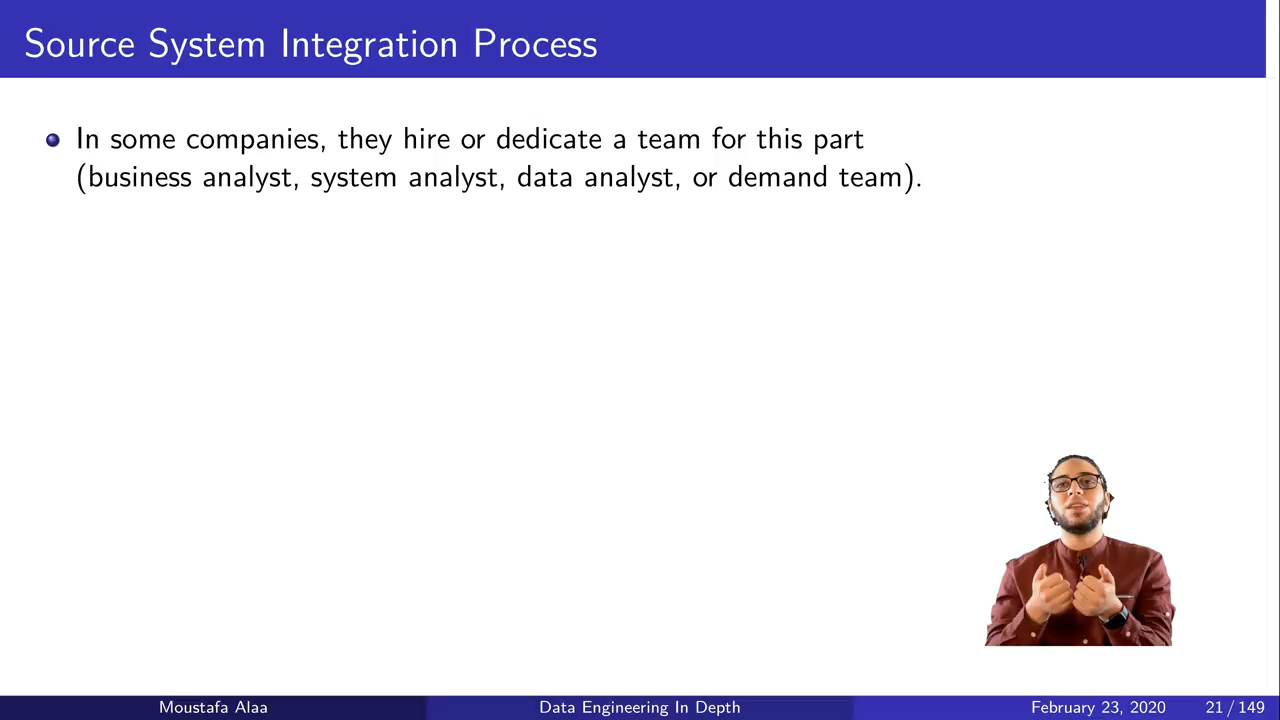 Source System Integration Process
In some companies, they hire or dedicate a team for this part
(business analyst, system analyst, data analyst, or demand team).
Moustafa Alaa
Data Engineering In Depth
February 23, 2020
21 / 149